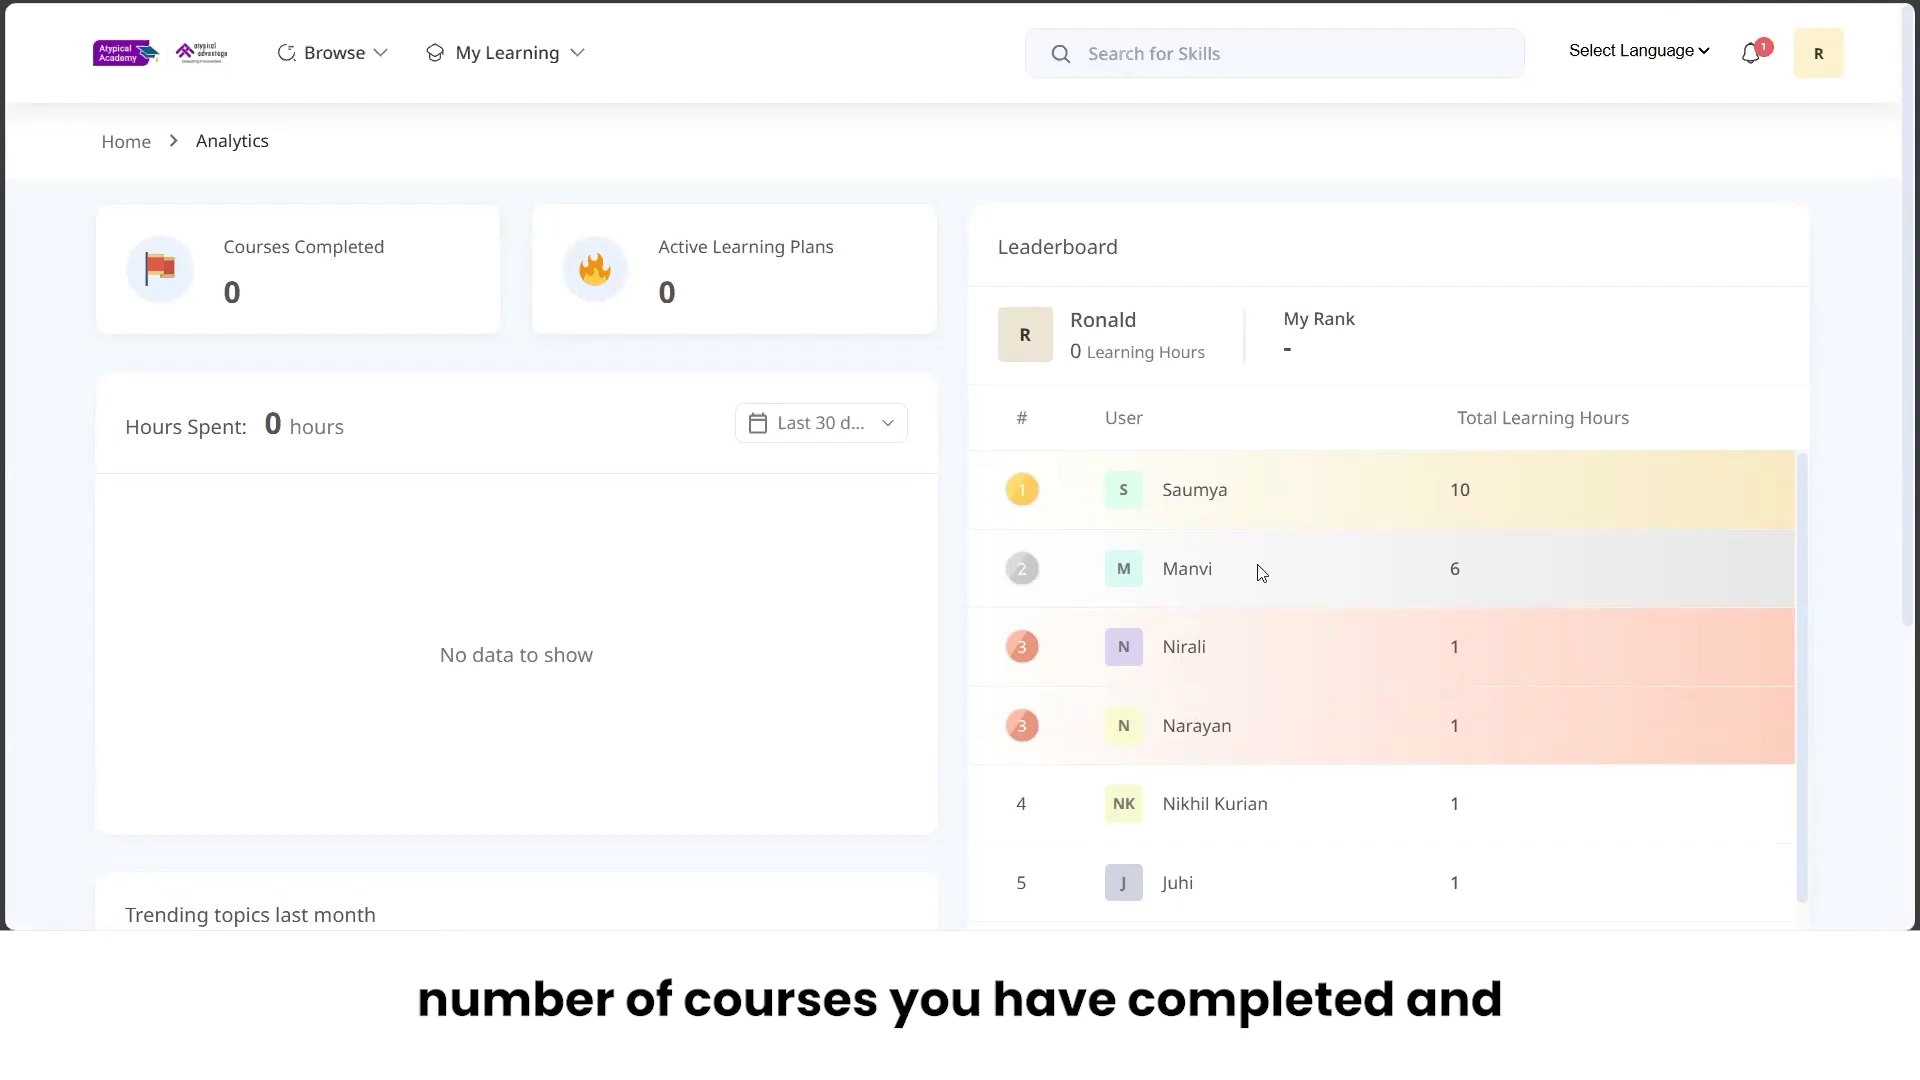 Atypical
Academy
atypical
advantage
Browse
My Learning
Search for Skills
Select Language
1
R
Home
Analytics
Courses Completed
0
Active Learning Plans
0
Leaderboard
R
Ronald
0 Learning Hours
My Rank
-
Hours Spent: 0 hours
Last 30 d...
# User Total Learning Hours
1 S Saumya 10
2 M Manvi 6
3 N Nirali 1
3 N Narayan 1
4 NK Nikhil Kurian 1
5 J Juhi 1
No data to show
Trending topics last month
number of courses you have completed and